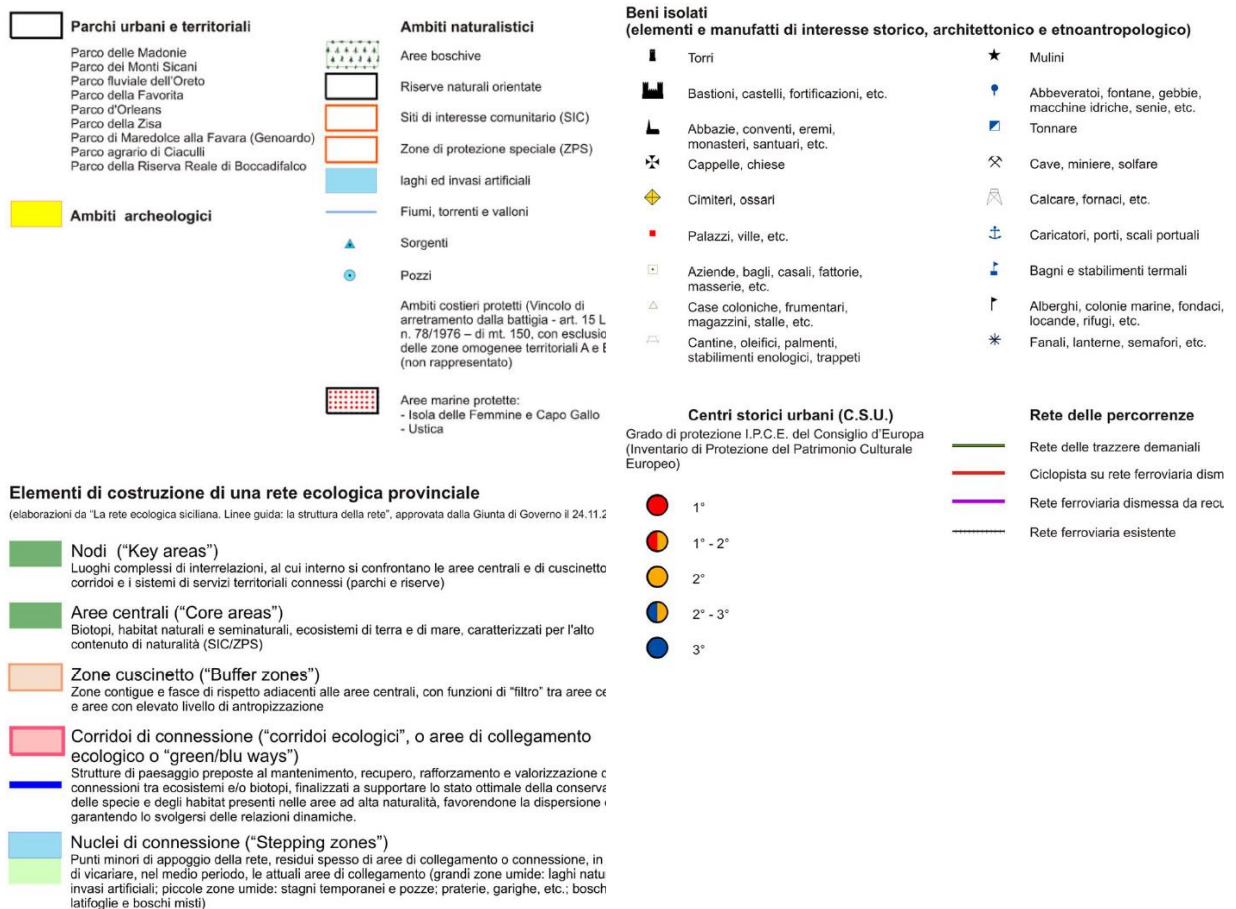 Parchi urbani e territoriali
Parco delle Madonie
Parco dei Monti Sicani
Parco fluviale dell'Oreto
Parco della Favorita
Parco d'Orleans
Parco della Zisa
Parco di Maredolce alla Favara (Genoardo)
Parco agrario di Ciaculli
Parco della Riserva Reale di Boccadifalco
Ambiti archeologici
Ambiti naturalistici
Aree boschive
Riserve naturali orientate
Siti di interesse comunitario (SIC)
Zone di protezione speciale (ZPS)
laghi ed invasi artificiali
Fiumi, torrenti e valloni
Sorgenti
Pozzi
Ambiti costieri protetti (Vincolo di
arretramento dalla battigia - art. 15 L
n. 78/1976 – di mt. 150, con esclusio
delle zone omogenee territoriali A e
(non rappresentato)
Aree marine protette:
- Isola delle Femmine e Capo Gallo
- Ustica
Beni isolati
(elementi e manufatti di interesse storico, architettonico e etnoantropologico)
Torri
Bastioni, castelli, fortificazioni, etc.
Abbazie, conventi, eremi,
monasteri, santuari, etc.
Cappelle, chiese
Cimiteri, ossari
Palazzi, ville, etc.
Aziende, bagli, casali, fattorie,
masserie, etc.
Case coloniche, frumentari,
magazzini, stalle, etc.
Cantine, oleifici, palmenti,
stabilimenti enologici, trappeti
Mulini
Abbeveratoi, fontane, gebbie,
macchine idriche, senie, etc.
Tonnare
Cave, miniere, solfare
Calcare, fornaci, etc.
Caricatori, porti, scali portuali
Bagni e stabilimenti termali
Alberghi, colonie marine, fondaci,
locande, rifugi, etc.
Fanali, lanterne, semafori, etc.
Centri storici urbani (C.S.U.)
Grado di protezione I.P.C.E. del Consiglio d'Europa
(Inventario di Protezione del Patrimonio Culturale
Europeo)
1°
1° - 2°
2°
2° - 3°
3°
Rete delle percorrenze
Rete delle trazzere demaniali
Ciclopista su rete ferroviaria dism
Rete ferroviaria dismessa da recu
Rete ferroviaria esistente
Elementi di costruzione di una rete ecologica provinciale
(elaborazioni da “La rete ecologica siciliana. Linee guida: la struttura della rete”, approvata dalla Giunta di Governo il 24.11.2
Nodi (“Key areas”)
Luoghi complessi di interrelazioni, al cui interno si confrontano le aree centrali e di cuscinetto
corridoi e i sistemi di servizi territoriali connessi (parchi e riserve)
Aree centrali (“Core areas”)
Biotopi, habitat naturali e seminaturali, ecosistemi di terra e di mare, caratterizzati per l'alto
contenuto di naturalità (SIC/ZPS)
Zone cuscinetto (“Buffer zones”)
Zone contigue e fasce di rispetto adiacenti alle aree centrali, con funzioni di “filtro” tra aree ce
e aree con elevato livello di antropizzazione
Corridoi di connessione (“corridoi ecologici”, o aree di collegamento
ecologico o “green/blu ways”)
Strutture di paesaggio preposte al mantenimento, recupero, rafforzamento e valorizzazione
connessioni tra ecosistemi e/o biotopi, finalizzati a supportare lo stato ottimale della conserva
delle specie e degli habitat presenti nelle aree ad alta naturalità, favorendone la dispersione
garantendo lo svolgersi delle relazioni dinamiche.
Nuclei di connessione (“Stepping zones”)
Punti minori di appoggio della rete, residui spesso di aree di collegamento o connessione, in
di vicariare, nel medio periodo, le attuali aree di collegamento (grandi zone umide: laghi natu
invasi artificiali; piccole zone umide: stagni temporanei e pozze; praterie, garighe, etc.; bosch
latifoglie e boschi misti)